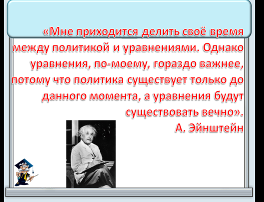 «Мне приходится делить своё время
между политикой и уравнениями. Однако
уравнения, по-моему, гораздо важнее,
потому что политика существует только до
данного момента, а уравнения будут
существовать вечно».
А. Эйнштейн